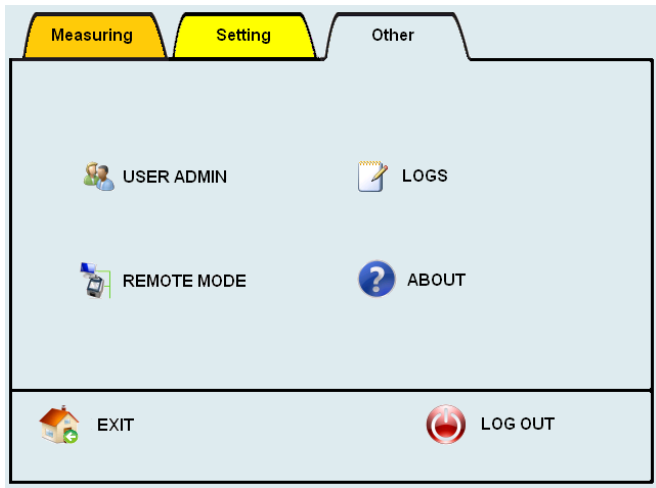 Measuring Setting Other
USER ADMIN LOGS
REMOTE MODE ABOUT
EXIT LOG OUT